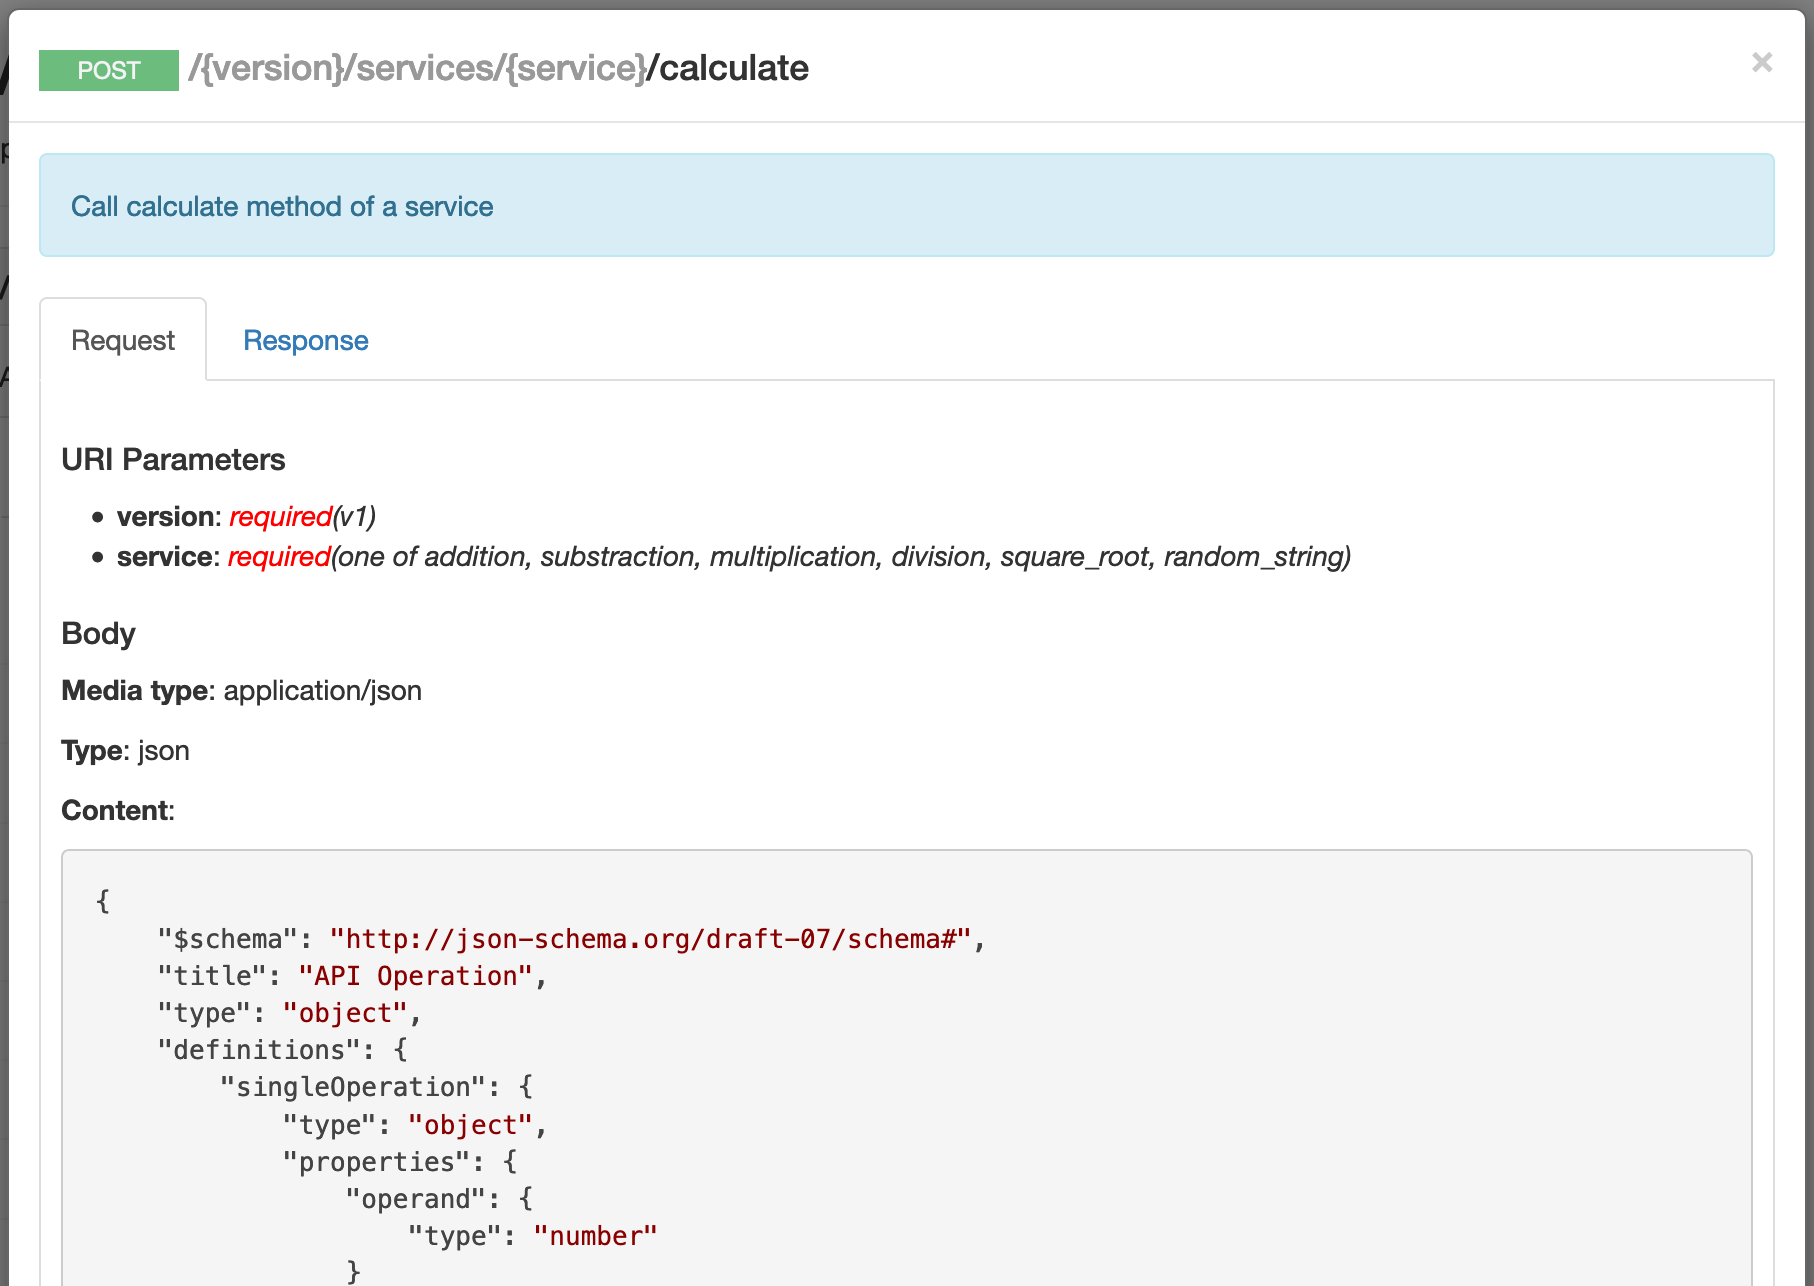 POST /{version}/services/{service}/calculate ×
Call calculate method of a service
Request Response
URI Parameters
• version: required(v1)
• service: required(one of addition, substraction, multiplication, division, square_root, random_string)
Body
Media type: application/json
Type: json
Content:
{
    "$schema": "http://json-schema.org/draft-07/schema#",
    "title": "API Operation",
    "type": "object",
    "definitions": {
        "singleOperation": {
            "type": "object",
            "properties": {
                "operand": {
                    "type": "number"
                }